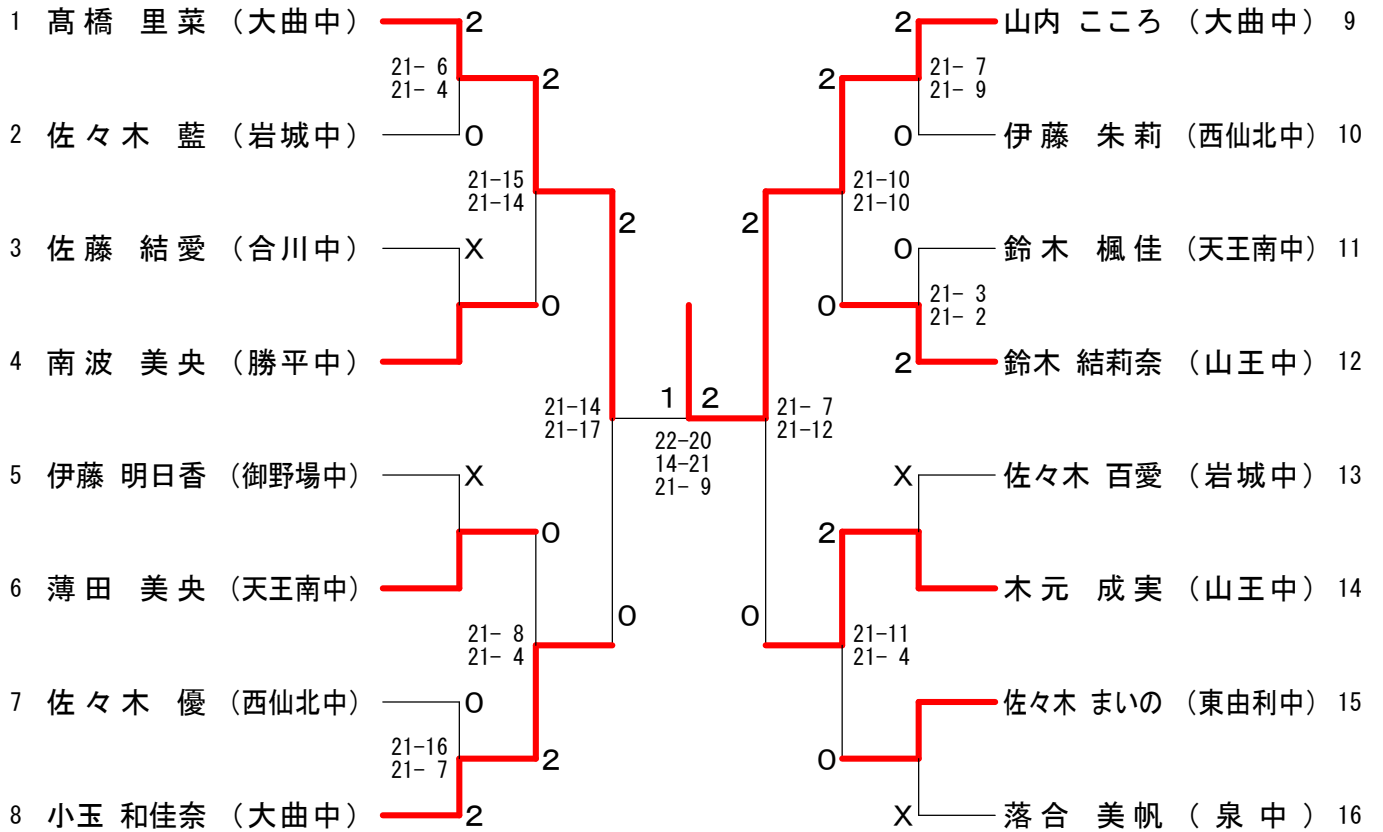 1 髙橋 里菜 (大曲中) 2
21- 6
21- 4
2
2 佐々木 藍 (岩城中) 0
21-15
21-14
2
3 佐藤 結愛 (合川中) X
0
4 南波 美央 (勝平中)
21-14
21-17
5 伊藤 明日香 (御野場中) X
0
6 薄田 美央 (天王南中)
21- 8
21- 4
0
7 佐々木 優 (西仙北中) 0
21-16
21- 7
2
8 小玉 和佳奈 (大曲中) 2
1 2
22-20
14-21
21- 9
2 山内 こころ (大曲中) 9
21- 7
21- 9
2
0 伊藤 朱莉 (西仙北中) 10
21-10
21-10
2
0 鈴木 楓佳 (天王南中) 11
21- 3
21- 2
0
2 鈴木 結莉奈 (山王中) 12
21- 7
21-12
X 佐々木 百愛 (岩城中) 13
2
木元 成実 (山王中) 14
21-11
21- 4
0
佐々木 まいの (東由利中) 15
0
X 落合 美帆 (泉中) 16